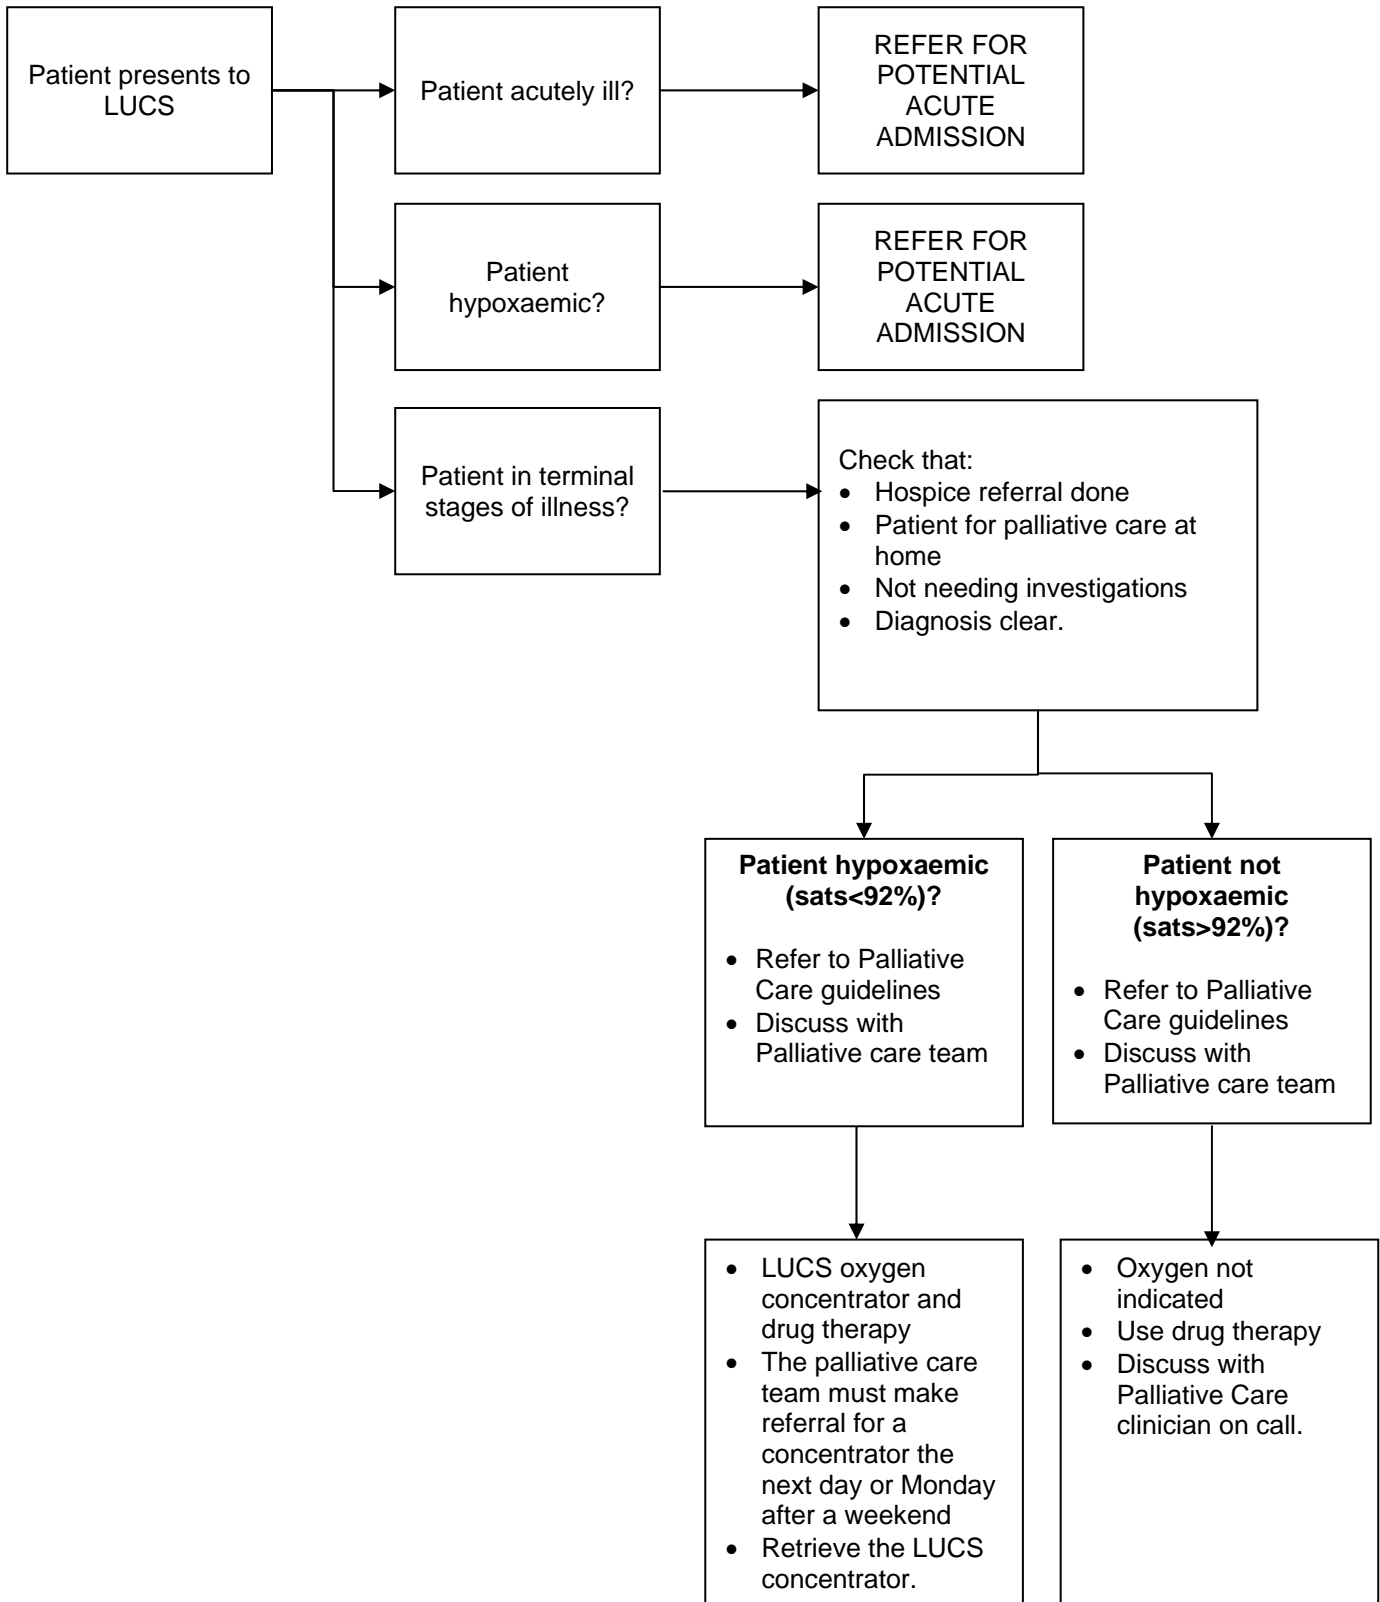 Patient presents to
LUCS
Patient acutely ill?
REFER FOR
POTENTIAL
ACUTE
ADMISSION
Patient
hypoxaemic?
REFER FOR
POTENTIAL
ACUTE
ADMISSION
Patient in terminal
stages of illness?
Check that:
• Hospice referral done
• Patient for palliative care at
home
• Not needing investigations
• Diagnosis clear.
Patient hypoxaemic
(sats<92%)?
• Refer to Palliative
Care guidelines
• Discuss with
Palliative care team
Patient not
hypoxaemic
(sats>92%)?
• Refer to Palliative
Care guidelines
• Discuss with
Palliative care team
• LUCS oxygen
concentrator and
drug therapy
• The palliative care
team must make
referral for a
concentrator the
next day or Monday
after a weekend
• Retrieve the LUCS
concentrator.
• Oxygen not
indicated
• Use drug therapy
• Discuss with
Palliative Care
clinician on call.